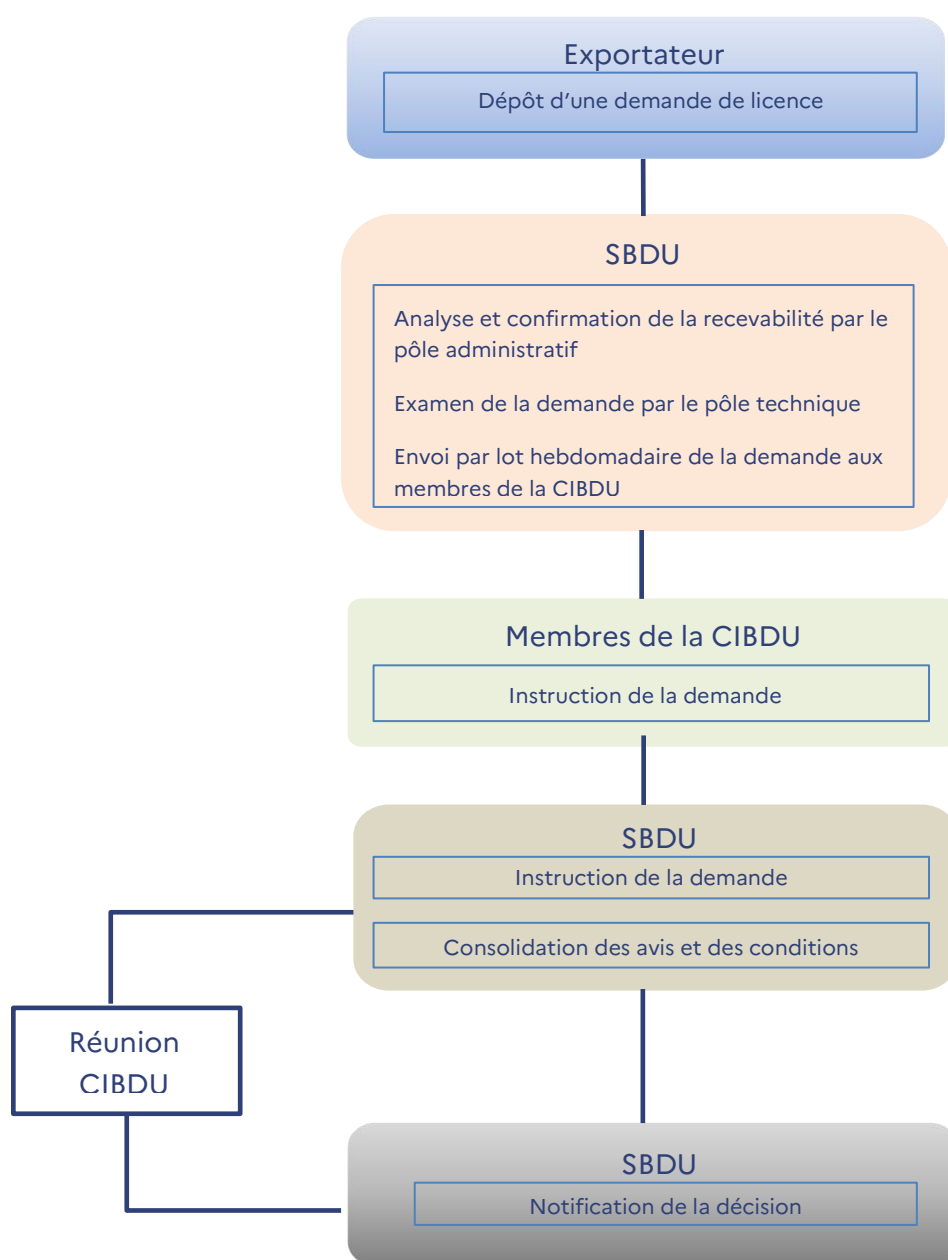 Exportateur
Dépôt d’une demande de licence
SBDU
Analyse et confirmation de la recevabilité par le
pôle administratif
Examen de la demande par le pôle technique
Envoi par lot hebdomadaire de la demande aux
membres de la CIBDU
Membres de la CIBDU
Instruction de la demande
SBDU
Instruction de la demande
Consolidation des avis et des conditions
Réunion
CIBDU
SBDU
Notification de la décision